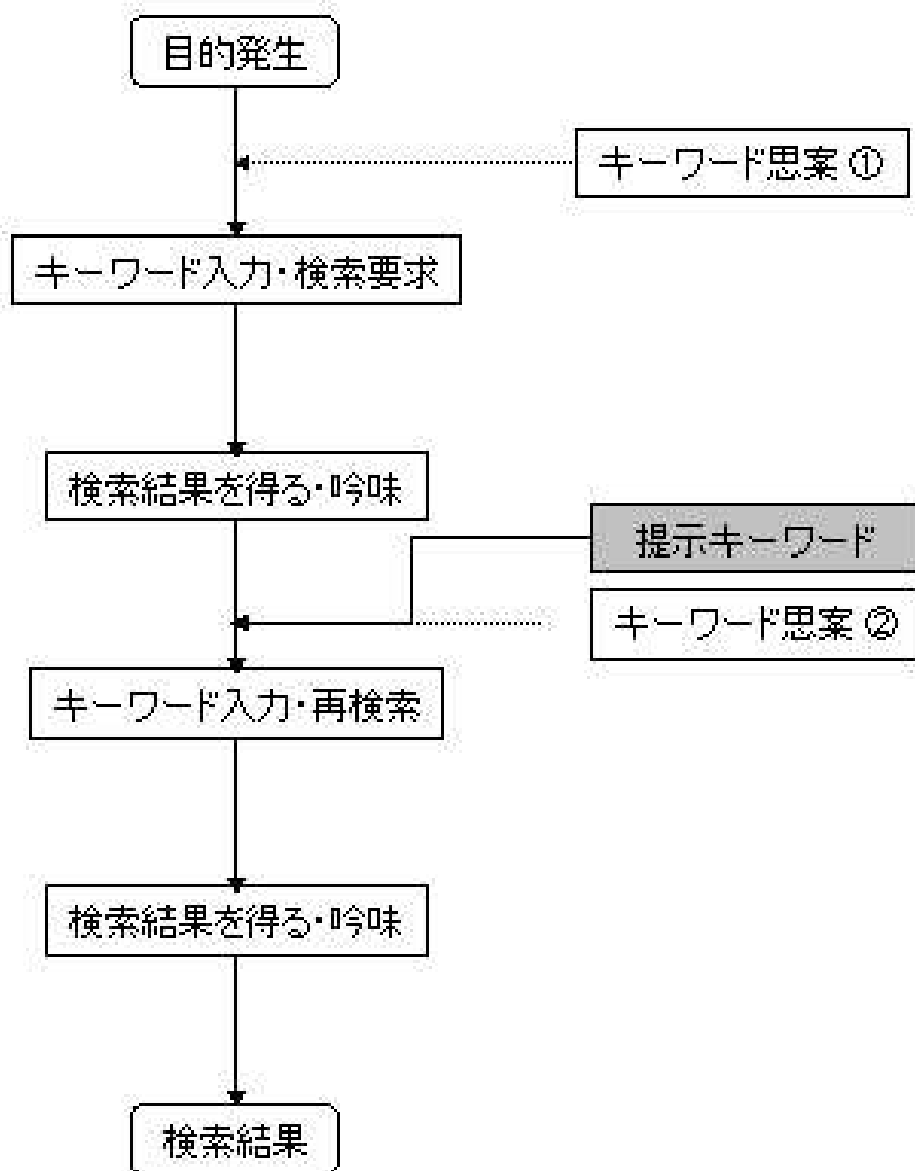 目的発生
キーワード思案 ①
キーワード入力・検索要求
検索結果を得る・吟味
提示キーワード
キーワード思案 ②
キーワード入力・再検索
検索結果を得る・吟味
検索結果